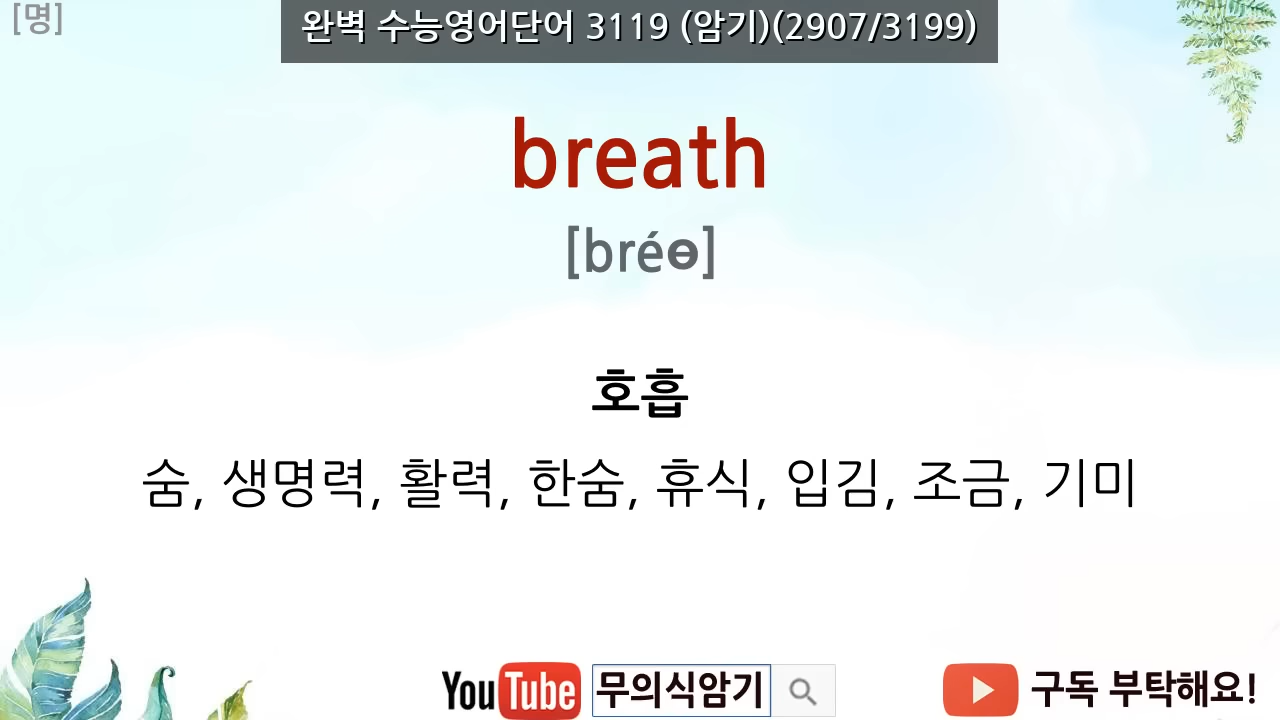 [명]
완벽 수능영어단어 3119 (암기)(2907/3199)
breath
[bréɵ]
호흡
숨, 생명력, 활력, 한숨, 휴식, 입김, 조금, 기미
YouTube 무의식암기
구독 부탁해요!